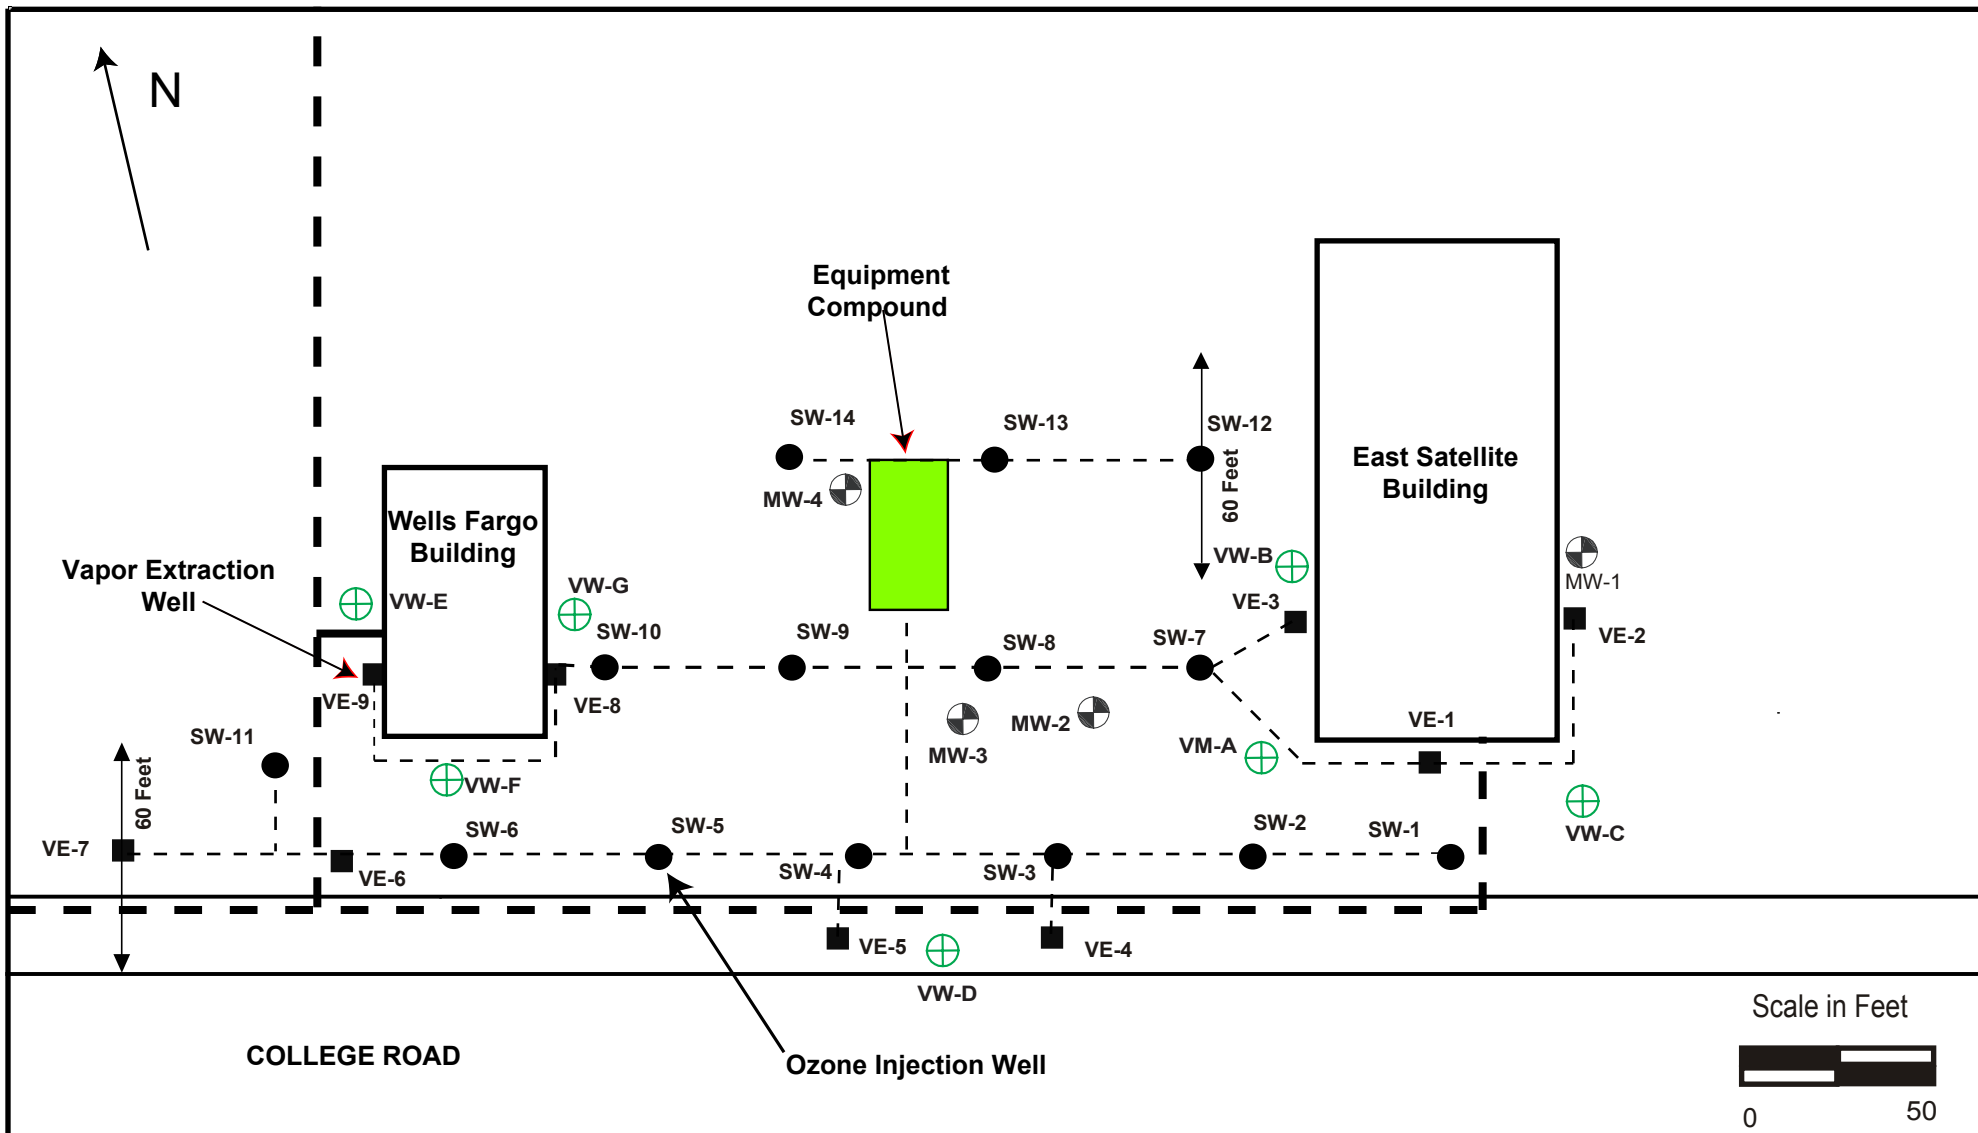 N
Equipment
Compound
SW-14
SW-13
SW-12
60 Feet
MW-4
East Satellite
Building
Wells Fargo
Building
Vapor Extraction
Well
VW-E
VW-G
VW-B
MW-1
VE-3
VE-2
SW-10
SW-9
SW-8
SW-7
VE-9
VE-8
MW-3
MW-2
VE-1
SW-11
VM-A
60 Feet
VW-F
VW-C
VE-7
VE-6
SW-6
SW-5
SW-4
SW-3
SW-2
SW-1
VE-5
VE-4
VW-D
Scale in Feet
0
50
COLLEGE ROAD
Ozone Injection Well